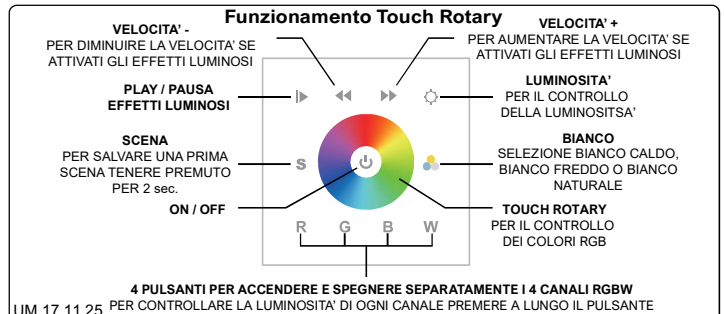 Funzionamento Touch Rotary
VELOCITA' -
PER DIMINUIRE LA VELOCITA' SE
ATTIVATI GLI EFFETTI LUMINOSI
VELOCITA' +
PER AUMENTARE LA VELOCITA' SE
ATTIVATI GLI EFFETTI LUMINOSI
PLAY / PAUSA
EFFETTI LUMINOSI
LUMINOSITA'
PER IL CONTROLLO
DELLA LUMINOSITSA'
SCENA
PER SALVARE UNA PRIMA
SCENA TENERE PREMUTO
PER 2 sec.
S
BIANCO
SELEZIONE BIANCO CALDO,
BIANCO FREDDO O BIANCO
NATURALE
ON / OFF
TOUCH ROTARY
PER IL CONTROLLO
DEI COLORI RGB
R G B W
4 PULSANTI PER ACCENDERE E SPEGNERE SEPARATAMENTE I 4 CANALI RGBW
UM 17.11.25 PER CONTROLLARE LA LUMINOSITA' DI OGNI CANALE PREMERE A LUNGO IL PULSANTE